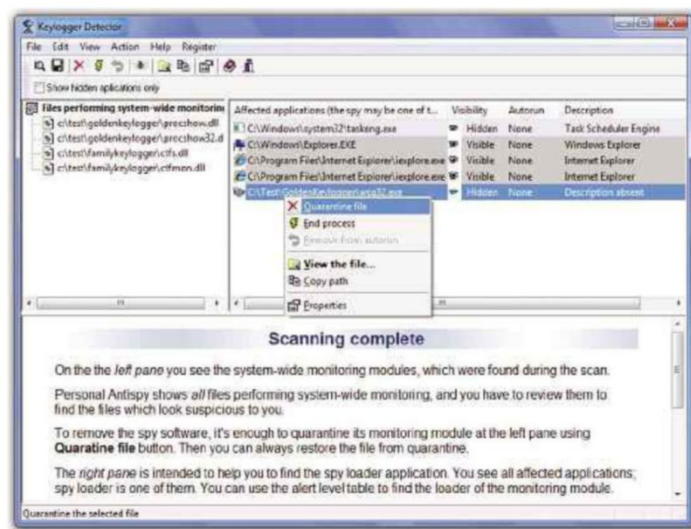 Keylogger Detector
File Edit View Action Help Register
Show hidden aplications only
Files performing system-wide monitoring
c:\test\goldenkeylogger\procshow.dll
c:\test\goldenkeylogger\procshow32.d
c:\test\familykeylogger\ctfs.dll
c:\test\familykeylogger\ctfmon.dll
Affected applications (the spy may be one of t... Visibility Autorun Description
C:\Windows\system32\taskeng.exe Hidden None Task Scheduler Engine
C:\Windows\Explorer.EXE Visible None Windows Explorer
C:\Program Files\Internet Explorer\iexplore.exe Visible None Internet Explorer
C:\Program Files\Internet Explorer\iexplore.exe Visible None Internet Explorer
Hidden None Description absent
Quarantine file
End process
Remove from autorun
View the file...
Copy path
Properties
Scanning complete
On the the left pane you see the system-wide monitoring modules, which were found during the scan.
Personal Antispy shows all files performing system-wide monitoring, and you have to review them to
find the files which look suspicious to you.
To remove the spy software, it's enough to quarantine its monitoring module at the left pane using
Quaratine file button. Then you can always restore the file from quarantine.
The right pane is intended to help you to find the spy loader application. You see all affected applications;
spy loader is one of them. You can use the alert level table to find the loader of the monitoring module.
Quarantine the selected file